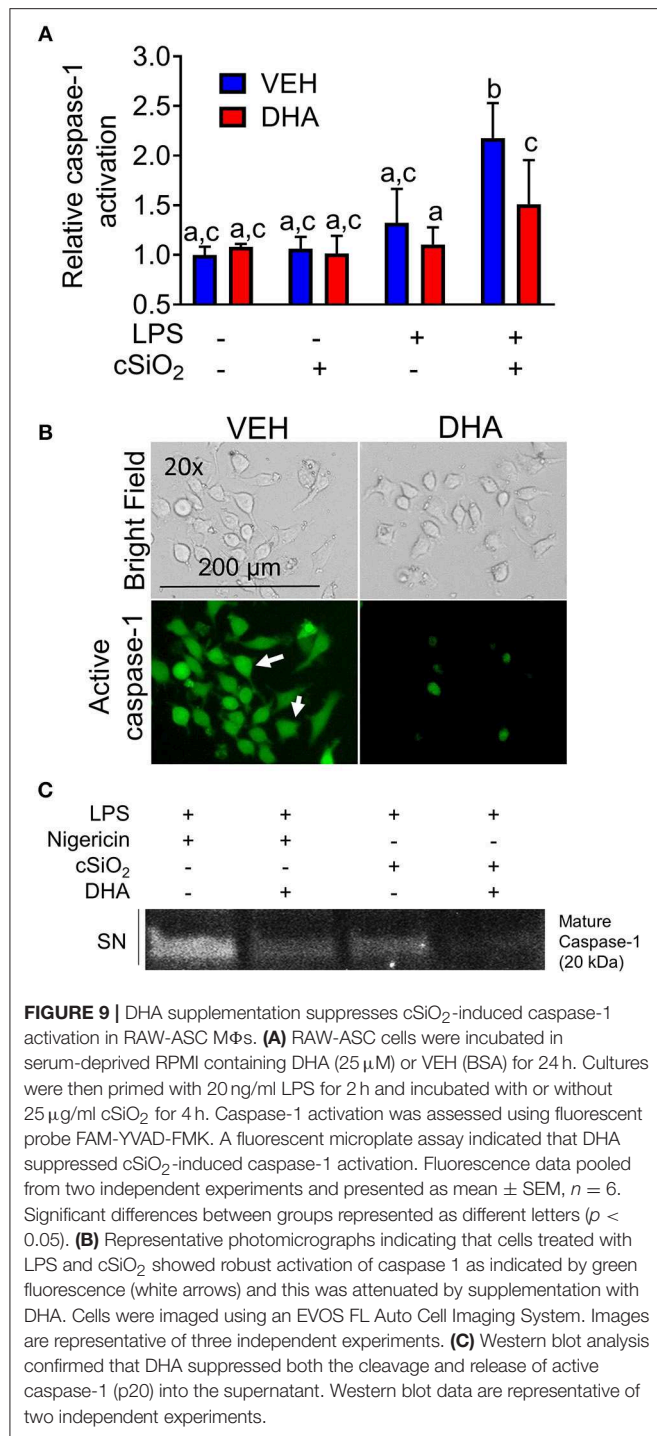 A
Relative caspase-1
activation
3.0
2.5
2.0
1.5
1.0
0.5
VEH
DHA
a,c a,c a,c a,c a,c a b c
LPS - - + +
cSiO₂ - + - +
B
VEH DHA
Bright Field
20x
200 µm
Active
caspase-1
C
LPS + + + +
Nigericin + + - -
cSiO₂ - - + +
DHA - + - +
SN
Mature
Caspase-1
(20 kDa)
FIGURE 9 | DHA supplementation suppresses cSiO₂-induced caspase-1
activation in RAW-ASC MΦs. (A) RAW-ASC cells were incubated in
serum-deprived RPMI containing DHA (25 µM) or VEH (BSA) for 24 h. Cultures
were then primed with 20 ng/ml LPS for 2 h and incubated with or without
25 µg/ml cSiO₂ for 4 h. Caspase-1 activation was assessed using fluorescent
probe FAM-YVAD-FMK. A fluorescent microplate assay indicated that DHA
suppressed cSiO₂-induced caspase-1 activation. Fluorescence data pooled
from two independent experiments and presented as mean ± SEM, n = 6.
Significant differences between groups represented as different letters (p <
0.05). (B) Representative photomicrographs indicating that cells treated with
LPS and cSiO₂ showed robust activation of caspase 1 as indicated by green
fluorescence (white arrows) and this was attenuated by supplementation with
DHA. Cells were imaged using an EVOS FL Auto Cell Imaging System. Images
are representative of three independent experiments. (C) Western blot analysis
confirmed that DHA suppressed both the cleavage and release of active
caspase-1 (p20) into the supernatant. Western blot data are representative of
two independent experiments.